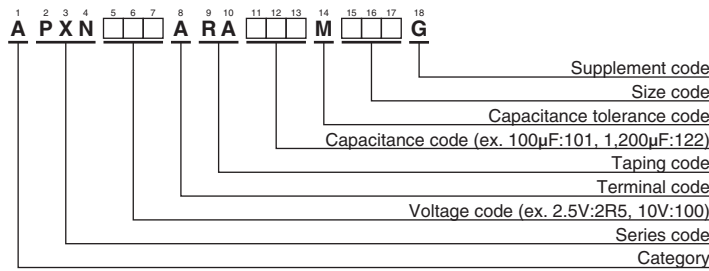 1 2 3 4 5 6 7 8 9 10 11 12 13 14 15 16 17 18
A P X N A R A M G
Supplement code
Size code
Capacitance tolerance code
Capacitance code (ex. 100µF:101, 1,200µF:122)
Taping code
Terminal code
Voltage code (ex. 2.5V:2R5, 10V:100)
Series code
Category